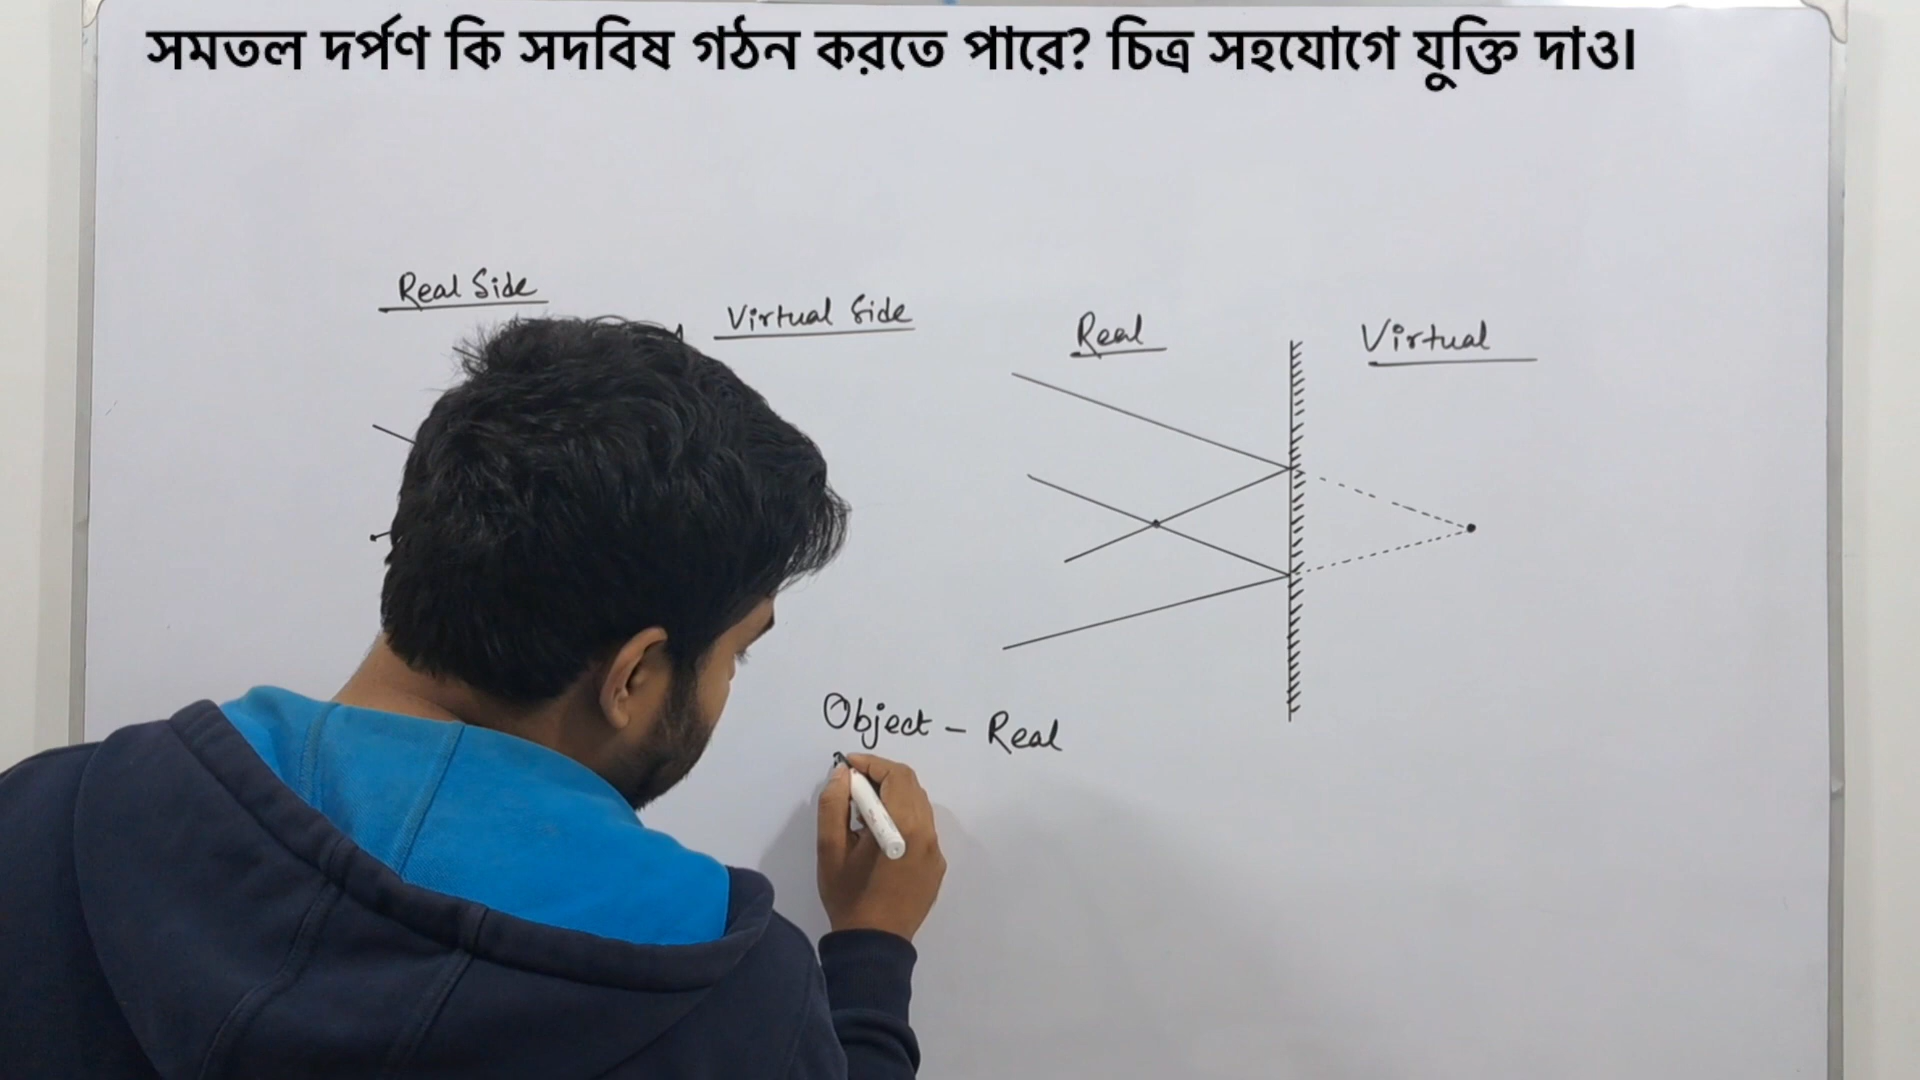 সমতল দর্পণ কি সদবিষ গঠন করতে পারে? চিত্র সহযোগে যুক্তি দাও।
Real Side
Virtual Side
Real
Virtual
Object - Real